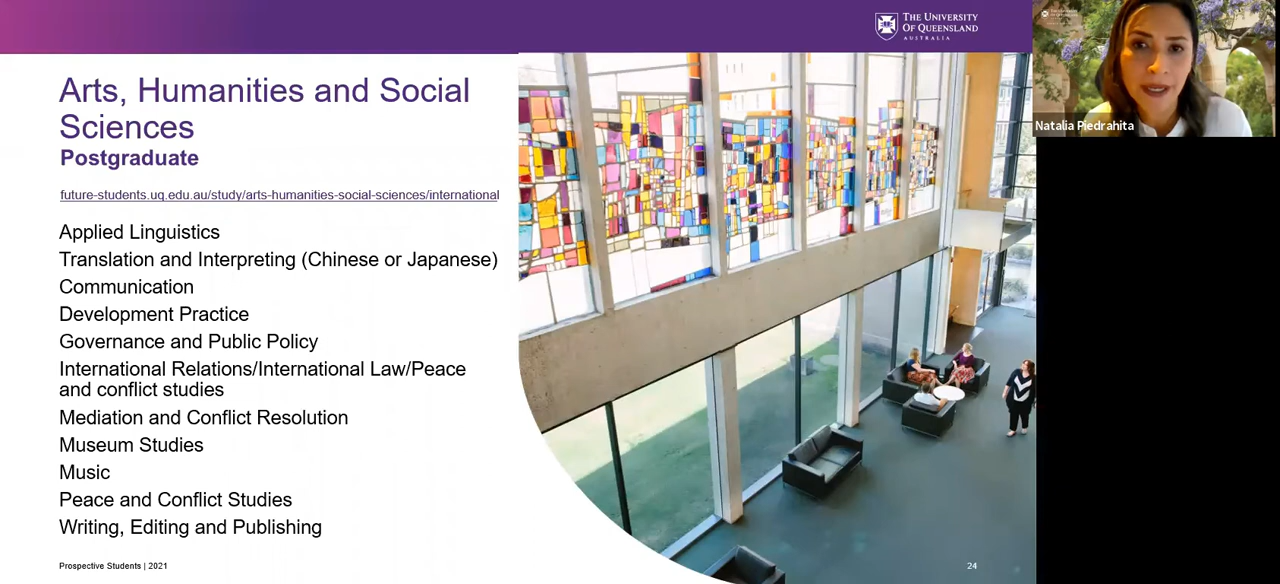 THE UNIVERSITY
OF QUEENSLAND
AUSTRALIA
Natalia Piedrahita
Arts, Humanities and Social
Sciences
Postgraduate
future-students.uq.edu.au/study/arts-humanities-social-sciences/international
Applied Linguistics
Translation and Interpreting (Chinese or Japanese)
Communication
Development Practice
Governance and Public Policy
International Relations/International Law/Peace
and conflict studies
Mediation and Conflict Resolution
Museum Studies
Music
Peace and Conflict Studies
Writing, Editing and Publishing
Prospective Students | 2021
24